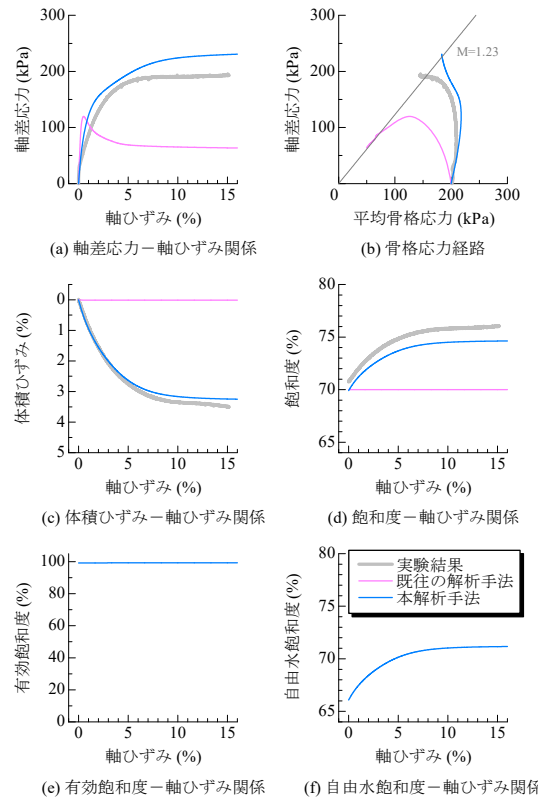 300
200
100
0
軸差応力 (kPa)
0 5 10 15
軸ひずみ (%)
(a) 軸差応力－軸ひずみ関係
300
200
100
0
軸差応力 (kPa)
M=1.23
0 100 200 300
平均骨格応力 (kPa)
(b) 骨格応力経路
0
1
2
3
4
5
体積ひずみ (%)
0 5 10 15
軸ひずみ (%)
(c) 体積ひずみ－軸ひずみ関係
80
75
70
65
飽和度 (%)
0 5 10 15
軸ひずみ (%)
(d) 飽和度－軸ひずみ関係
100
80
60
40
20
0
有効飽和度 (%)
0 5 10 15
軸ひずみ (%)
(e) 有効飽和度－軸ひずみ関係
80
75
70
65
自由水飽和度 (%)
実験結果
既往の解析手法
本解析手法
0 5 10 15
軸ひずみ (%)
(f) 自由水飽和度－軸ひずみ関係